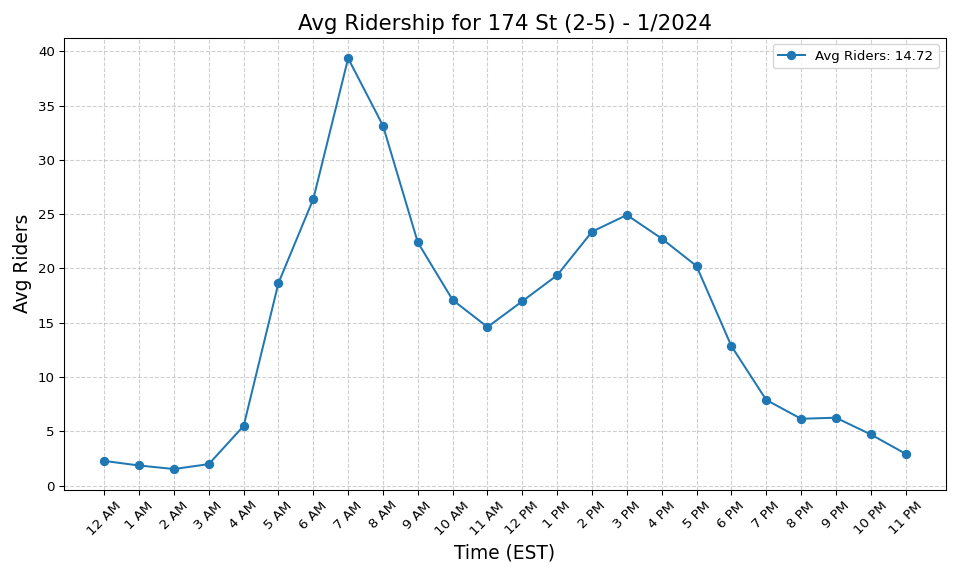 Avg Ridership for 174 St (2-5) - 1/2024
Avg Riders: 14.72
Avg Riders
40
35
30
25
20
15
10
5
0
12 AM 1 AM 2 AM 3 AM 4 AM 5 AM 6 AM 7 AM 8 AM 9 AM 10 AM 11 AM 12 PM 1 PM 2 PM 3 PM 4 PM 5 PM 6 PM 7 PM 8 PM 9 PM 10 PM 11 PM
Time (EST)